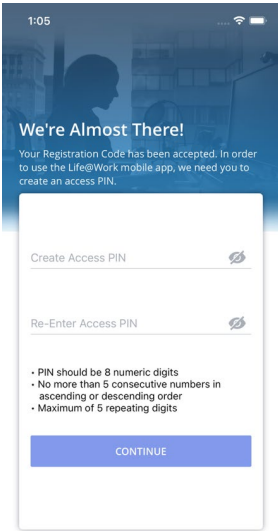 1:05
We're Almost There!
Your Registration Code has been accepted. In order
to use the Life@Work mobile app, we need you to
create an access PIN.
Create Access PIN
Re-Enter Access PIN
• PIN should be 8 numeric digits
• No more than 5 consecutive numbers in
ascending or descending order
• Maximum of 5 repeating digits
CONTINUE